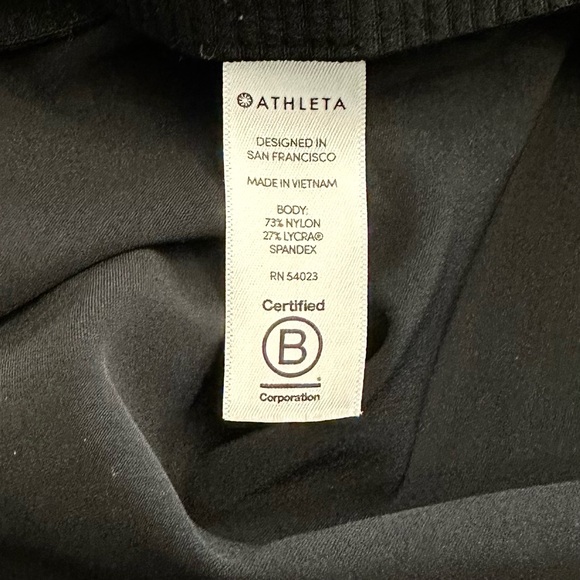 ATHLETA
DESIGNED IN
SAN FRANCISCO
MADE IN VIETNAM
BODY:
73% NYLON
27% LYCRA®
SPANDEX
RN 54023
Certified
B
®
Corporation